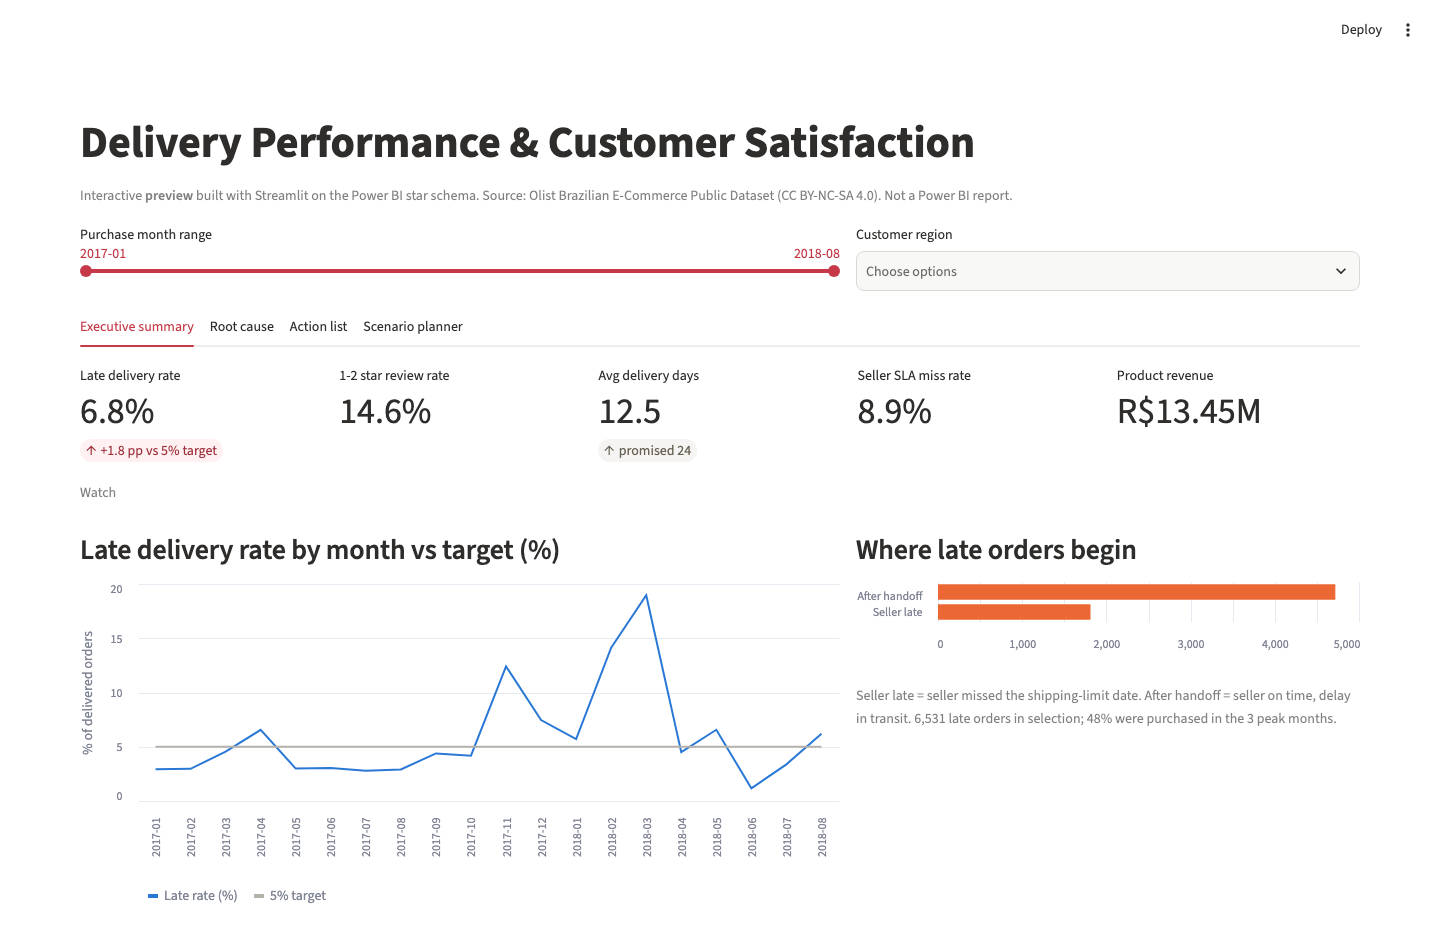 Deploy
Delivery Performance & Customer Satisfaction
Interactive preview built with Streamlit on the Power BI star schema. Source: Olist Brazilian E-Commerce Public Dataset (CC BY-NC-SA 4.0). Not a Power BI report.
Purchase month range
2017-01 2018-08
Customer region
Choose options
Executive summary Root cause Action list Scenario planner
Late delivery rate
6.8%
↑ +1.8 pp vs 5% target
1-2 star review rate
14.6%
Avg delivery days
12.5
↑ promised 24
Seller SLA miss rate
8.9%
Product revenue
R$13.45M
Watch
Late delivery rate by month vs target (%)
% of delivered orders
20
15
10
5
0
2017-01
2017-02
2017-03
2017-04
2017-05
2017-06
2017-07
2017-08
2017-09
2017-10
2017-11
2017-12
2018-01
2018-02
2018-03
2018-04
2018-05
2018-06
2018-07
2018-08
Late rate (%) 5% target
Where late orders begin
After handoff
Seller late
0 1,000 2,000 3,000 4,000 5,000
Seller late = seller missed the shipping-limit date. After handoff = seller on time, delay
in transit. 6,531 late orders in selection; 48% were purchased in the 3 peak months.